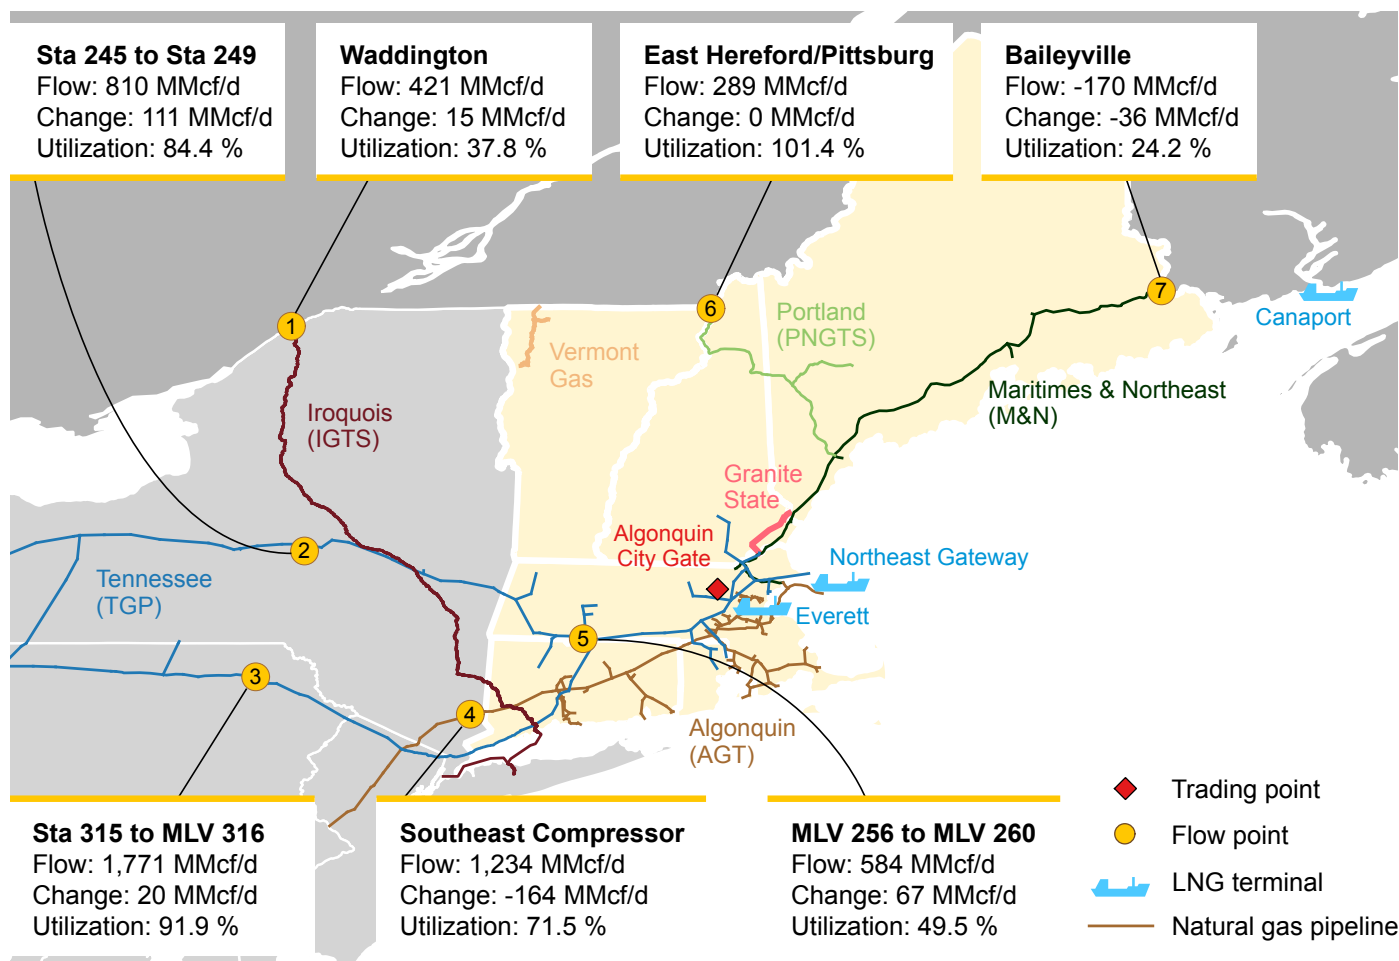 Sta 245 to Sta 249
Flow: 810 MMcf/d
Change: 111 MMcf/d
Utilization: 84.4 %
Waddington
Flow: 421 MMcf/d
Change: 15 MMcf/d
Utilization: 37.8 %
East Hereford/Pittsburg
Flow: 289 MMcf/d
Change: 0 MMcf/d
Utilization: 101.4 %
Baileyville
Flow: -170 MMcf/d
Change: -36 MMcf/d
Utilization: 24.2 %
7
6
1
Canaport
Portland
(PNGTS)
Vermont
Gas
Maritimes & Northeast
(M&N)
Iroquois
(IGTS)
Granite
State
Algonquin
City Gate
2
Northeast Gateway
Tennessee
(TGP)
Everett
5
3
4
Algonquin
(AGT)
Sta 315 to MLV 316
Flow: 1,771 MMcf/d
Change: 20 MMcf/d
Utilization: 91.9 %
Southeast Compressor
Flow: 1,234 MMcf/d
Change: -164 MMcf/d
Utilization: 71.5 %
MLV 256 to MLV 260
Flow: 584 MMcf/d
Change: 67 MMcf/d
Utilization: 49.5 %
Trading point
Flow point
LNG terminal
Natural gas pipeline